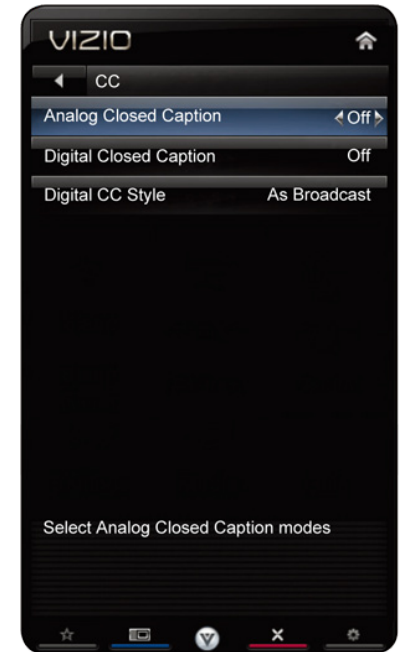 VIZIO
CC
Analog Closed Caption Off
Digital Closed Caption Off
Digital CC Style As Broadcast
Select Analog Closed Caption modes
V